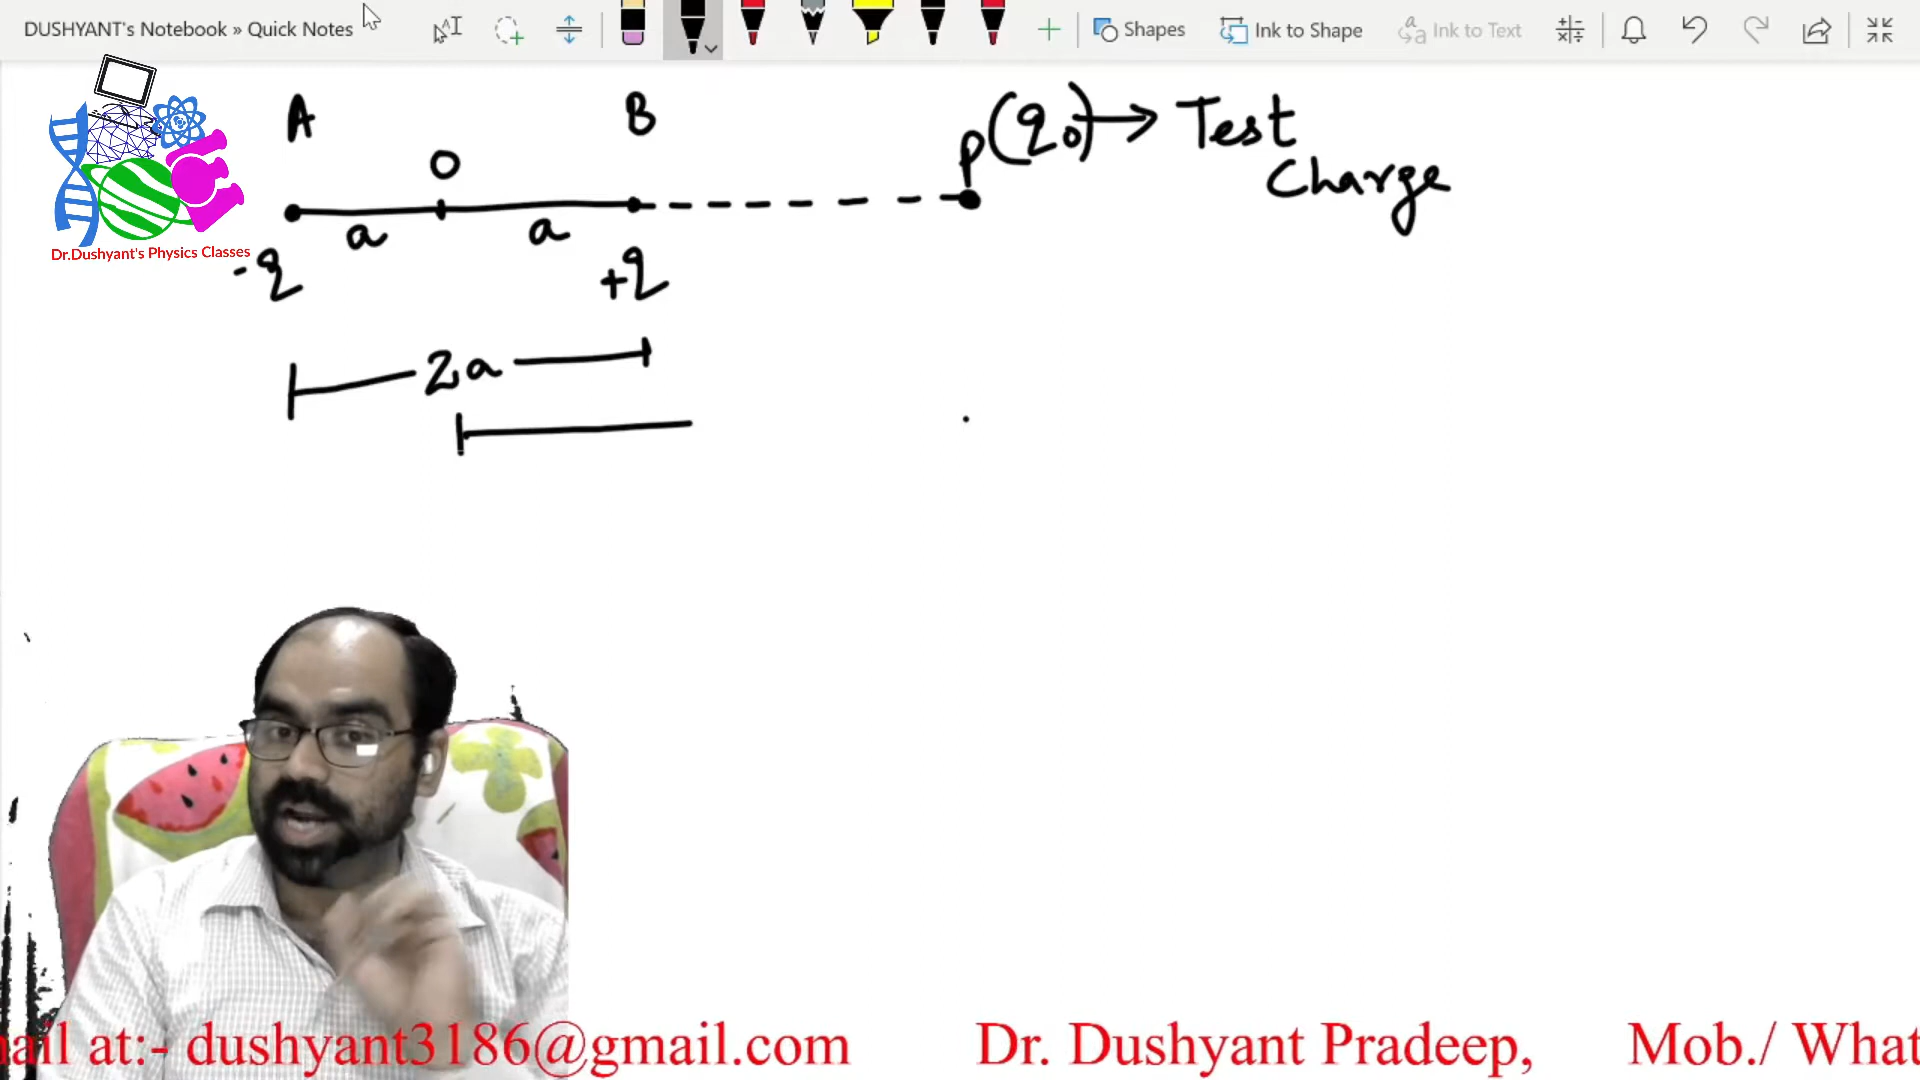 DUSHYANT's Notebook » Quick Notes
Shapes
Ink to Shape
Ink to Text
A
B
O
P(q₀) → Test
Charge
a
a
-q
+q
2a
Dr.Dushyant's Physics Classes
ail at:- dushyant3186@gmail.com Dr. Dushyant Pradeep, Mob./ What